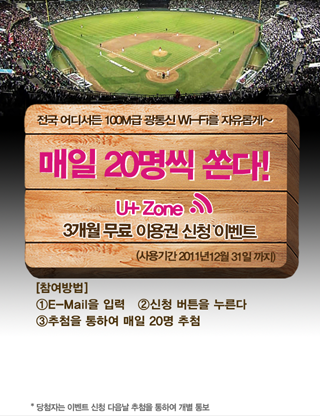 전국 어디서든 100M급 광통신 Wi-Fi를 자유롭게~
매일 20명씩 쏜다!
U+ Zone
3개월 무료 이용권 신청 이벤트
(사용기간 2011년12월 31일 까지)
[참여방법]
①E-Mail을 입력 ②신청 버튼을 누른다
③추첨을 통하여 매일 20명 추첨
* 당첨자는 이벤트 신청 다음날 추첨을 통하여 개별 통보